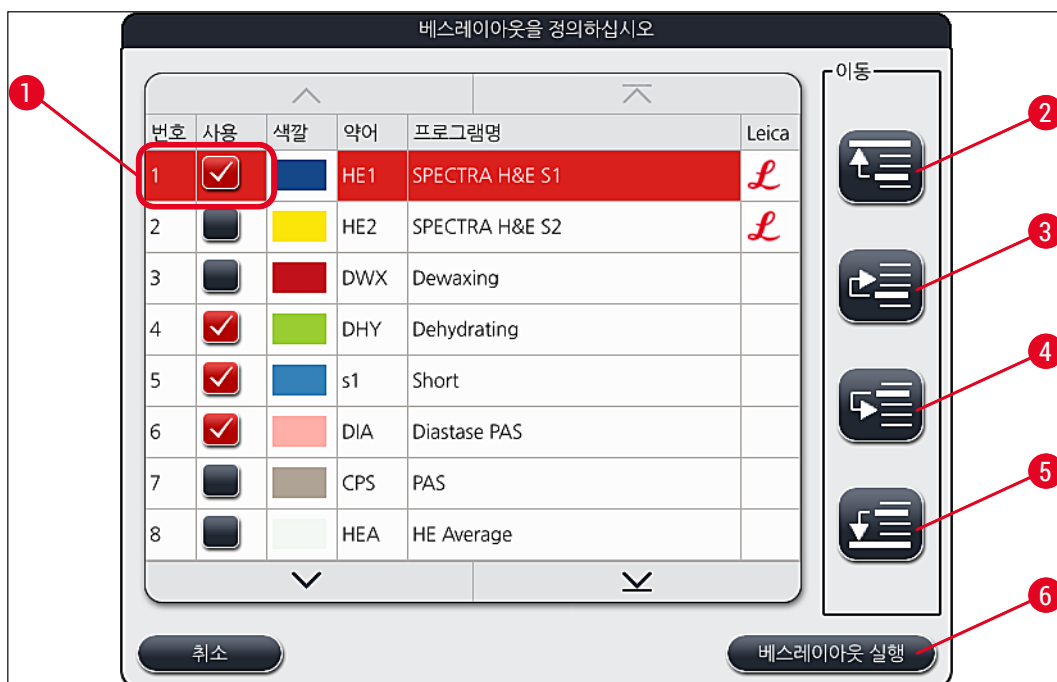 베스레이아웃을 정의하십시오
이동
번호 사용 색깔 약어 프로그램명 Leica
1 HE1 SPECTRA H&E S1 L
2 HE2 SPECTRA H&E S2 L
3 DWX Dewaxing
4 DHY Dehydrating
5 s1 Short
6 DIA Diastase PAS
7 CPS PAS
8 HEA HE Average
취소 베스레이아웃 실행
1
2
3
4
5
6